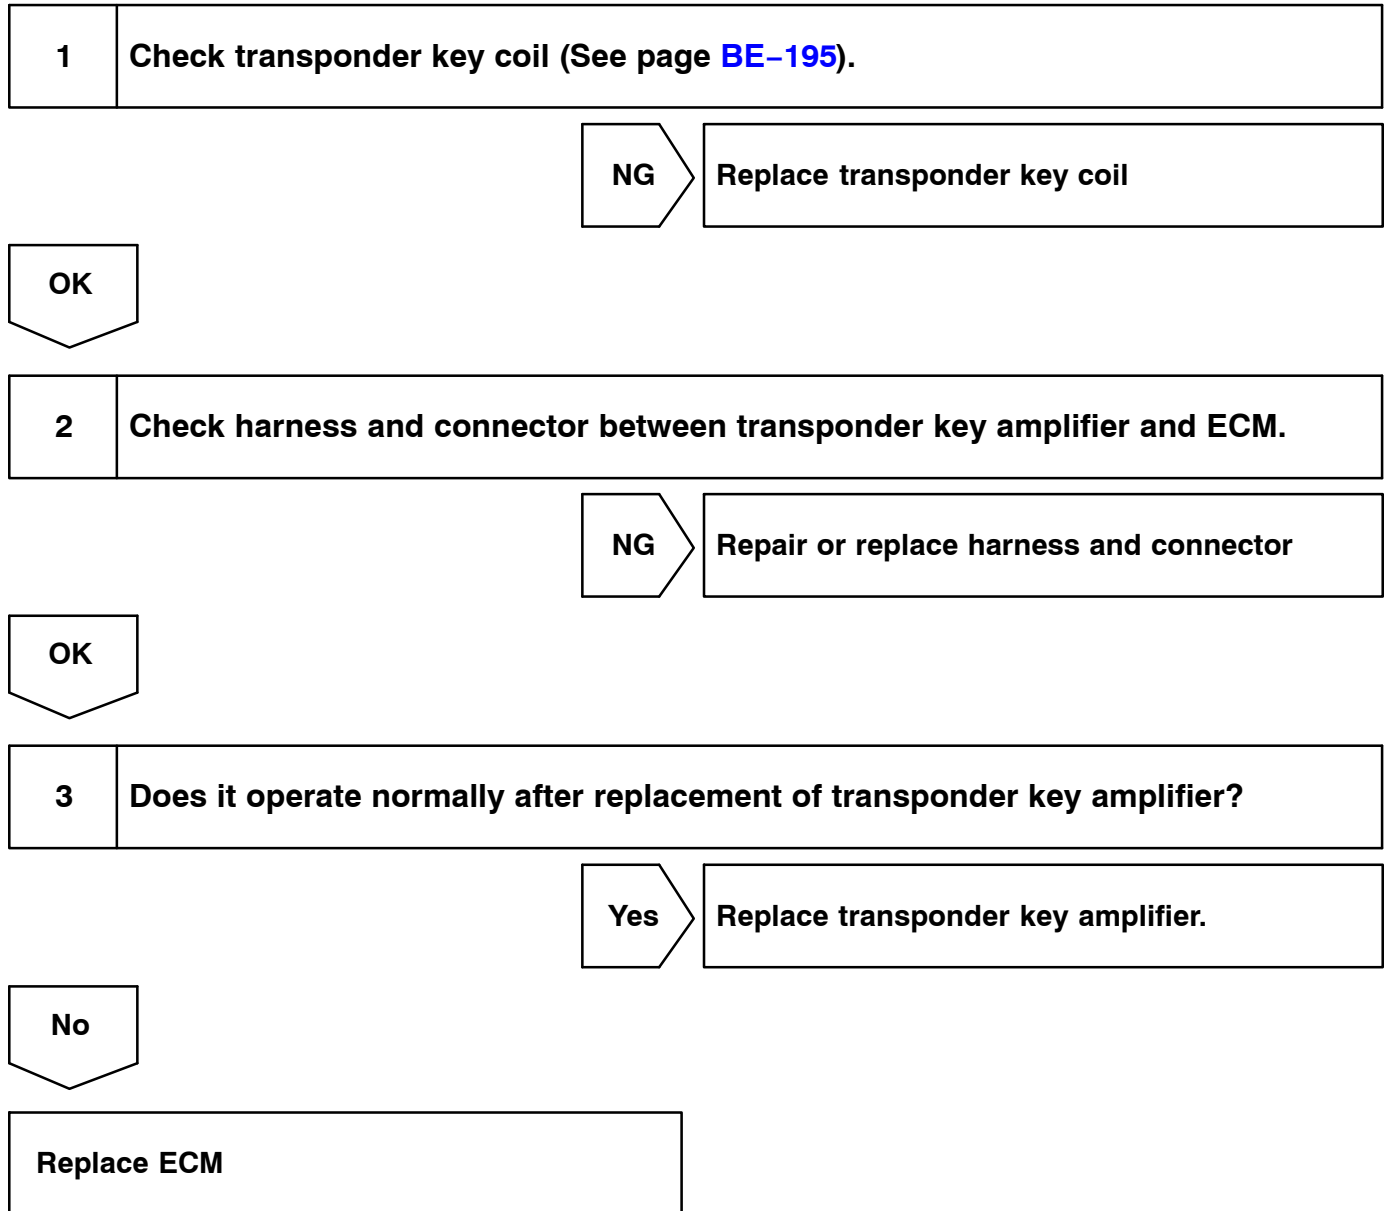 1 Check transponder key coil (See page BE–195).
NG Replace transponder key coil
OK
2 Check harness and connector between transponder key amplifier and ECM.
NG Repair or replace harness and connector
OK
3 Does it operate normally after replacement of transponder key amplifier?
Yes Replace transponder key amplifier.
No
Replace ECM